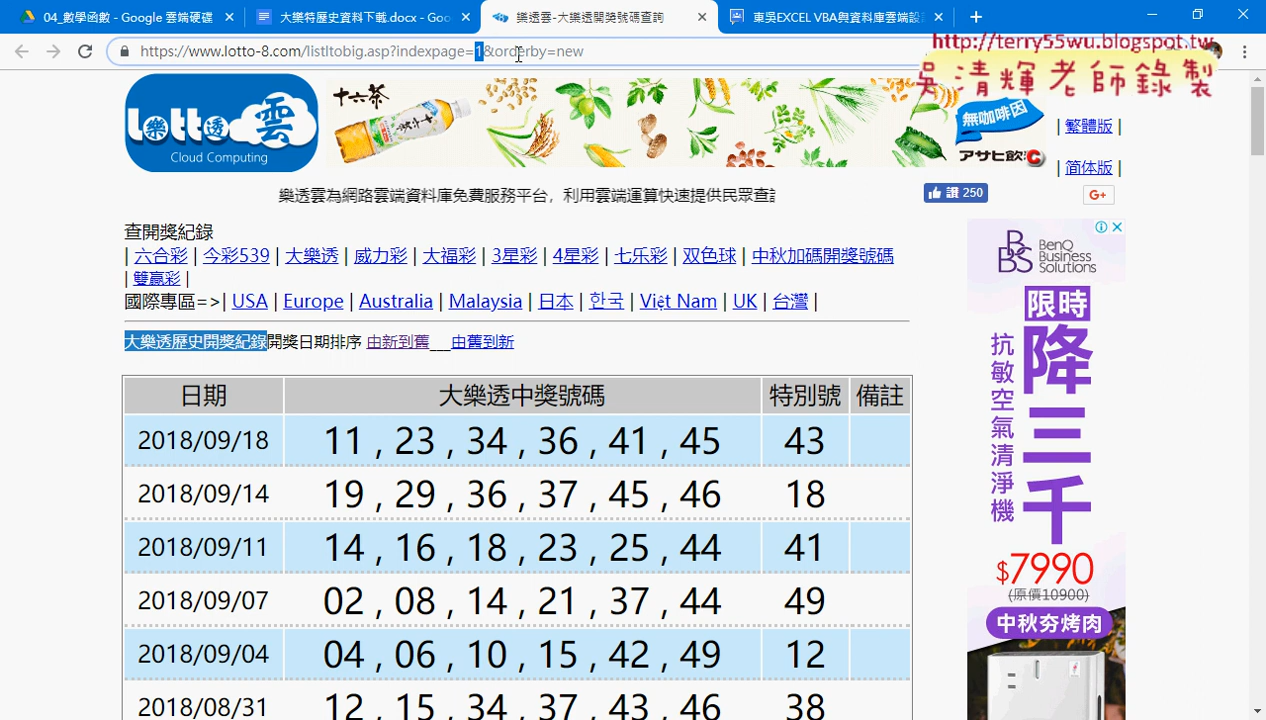 04_數學函數 - Google 雲端硬碟
大樂特歷史資料下載.docx - Goo
樂透雲-大樂透開獎號碼查詢
東吳EXCEL VBA與資料庫雲端設
https://www.lotto-8.com/listltobig.asp?indexpage=1&orderby=new
http://terry55wu.blogspot.tw
吳清輝老師錄製
Lotto 樂透雲
Cloud Computing
十六茶
無咖啡因
アサヒ飲
| 繁體版 |
| 简体版 |
樂透雲為網路雲端資料庫免費服務平台，利用雲端運算快速提供民眾查詢
讚 250
G+
查開獎紀錄
| 六合彩 | 今彩539 | 大樂透 | 威力彩 | 大福彩 | 3星彩 | 4星彩 | 七乐彩 | 双色球 | 中秋加碼開獎號碼
| 雙贏彩 |
國際專區=>| USA | Europe | Australia | Malaysia | 日本 | 한국 | Việt Nam | UK | 台灣 |
大樂透歷史開獎紀錄開獎日期排序 由新到舊___由舊到新
日期 大樂透中獎號碼 特別號 備註
2018/09/18 11 , 23 , 34 , 36 , 41 , 45 43
2018/09/14 19 , 29 , 36 , 37 , 45 , 46 18
2018/09/11 14 , 16 , 18 , 23 , 25 , 44 41
2018/09/07 02 , 08 , 14 , 21 , 37 , 44 49
2018/09/04 04 , 06 , 10 , 15 , 42 , 49 12
2018/08/31 12 , 15 , 34 , 37 , 43 , 46 38
BenQ
Business
Solutions
限時
降三千
抗敏空氣清淨機
$7990
(原價10900)
中秋夯烤肉